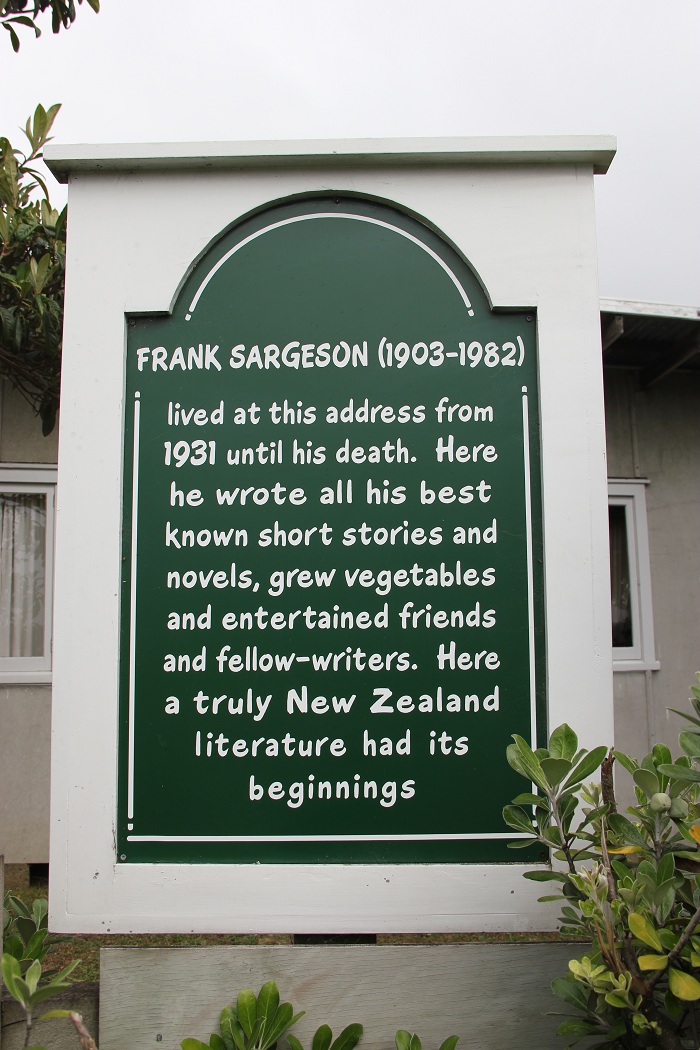 FRANK SARGESON (1903-1982)
lived at this address from
1931 until his death. Here
he wrote all his best
known short stories and
novels, grew vegetables
and entertained friends
and fellow-writers. Here
a truly New Zealand
literature had its
beginnings